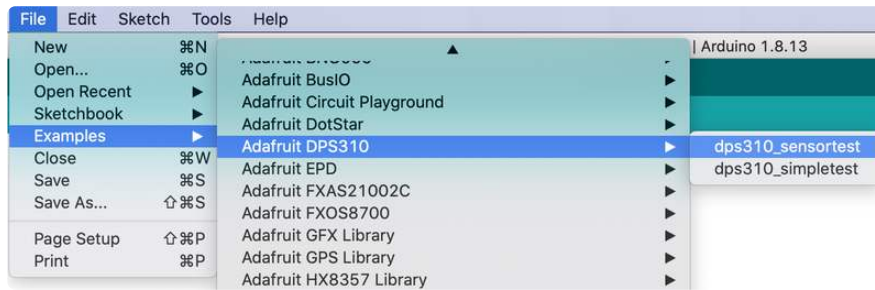 File Edit Sketch Tools Help
| Arduino 1.8.13
New ⌘N
Open... ⌘O
Open Recent ▶
Sketchbook ▶
Examples ▶
Close ⌘W
Save ⌘S
Save As... ⇧⌘S
Page Setup ⇧⌘P
Print ⌘P
▲
Adafruit BusIO ▶
Adafruit Circuit Playground ▶
Adafruit DotStar ▶
Adafruit DPS310 ▶
Adafruit EPD ▶
Adafruit FXAS21002C ▶
Adafruit FXOS8700 ▶
Adafruit GFX Library ▶
Adafruit GPS Library ▶
Adafruit HX8357 Library ▶
dps310_sensortest
dps310_simpletest